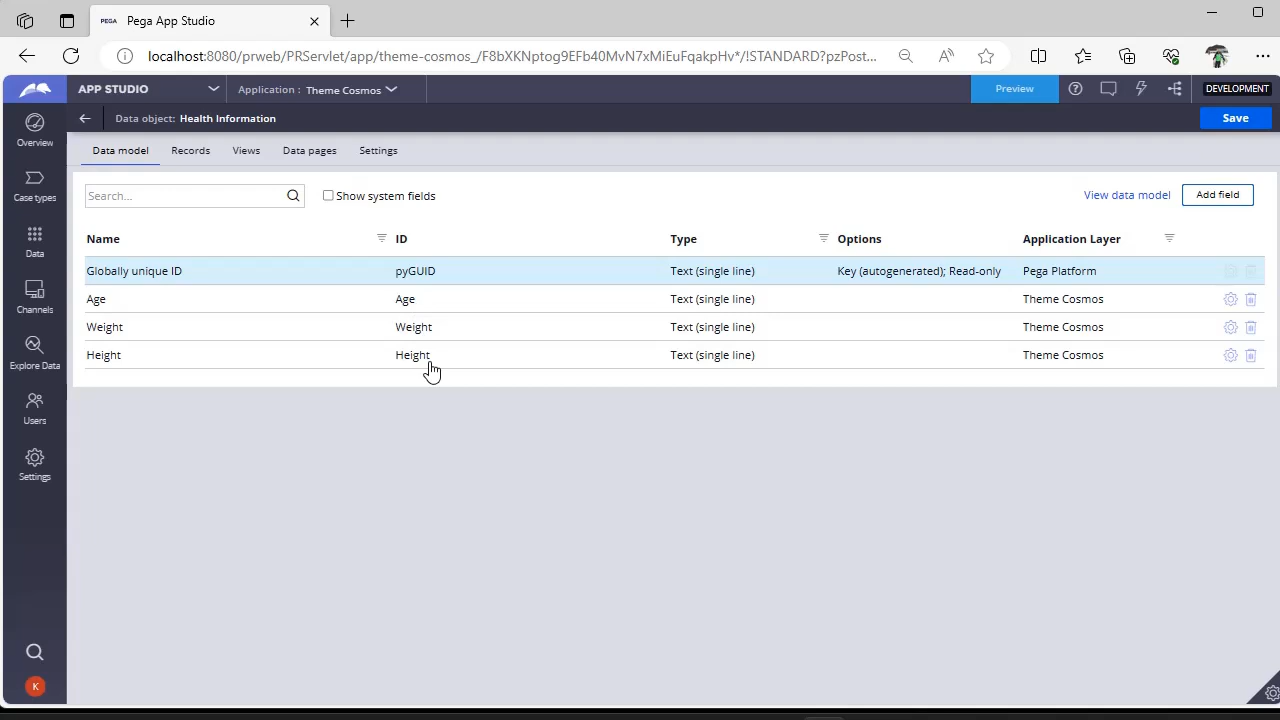 PEGA Pega App Studio
localhost:8080/prweb/PRServlet/app/theme-cosmos_/F8bXKNptog9EFb40MvN7xMiEuFqakpHv*/!STANDARD?pzPost...
APP STUDIO Application : Theme Cosmos Preview DEVELOPMENT
Data object: Health Information Save
Overview
Case types
Data
Channels
Explore Data
Users
Settings
K
Data model Records Views Data pages Settings
Search... Show system fields View data model Add field
Name ID Type Options Application Layer
Globally unique ID pyGUID Text (single line) Key (autogenerated); Read-only Pega Platform
Age Age Text (single line) Theme Cosmos
Weight Weight Text (single line) Theme Cosmos
Height Height Text (single line) Theme Cosmos